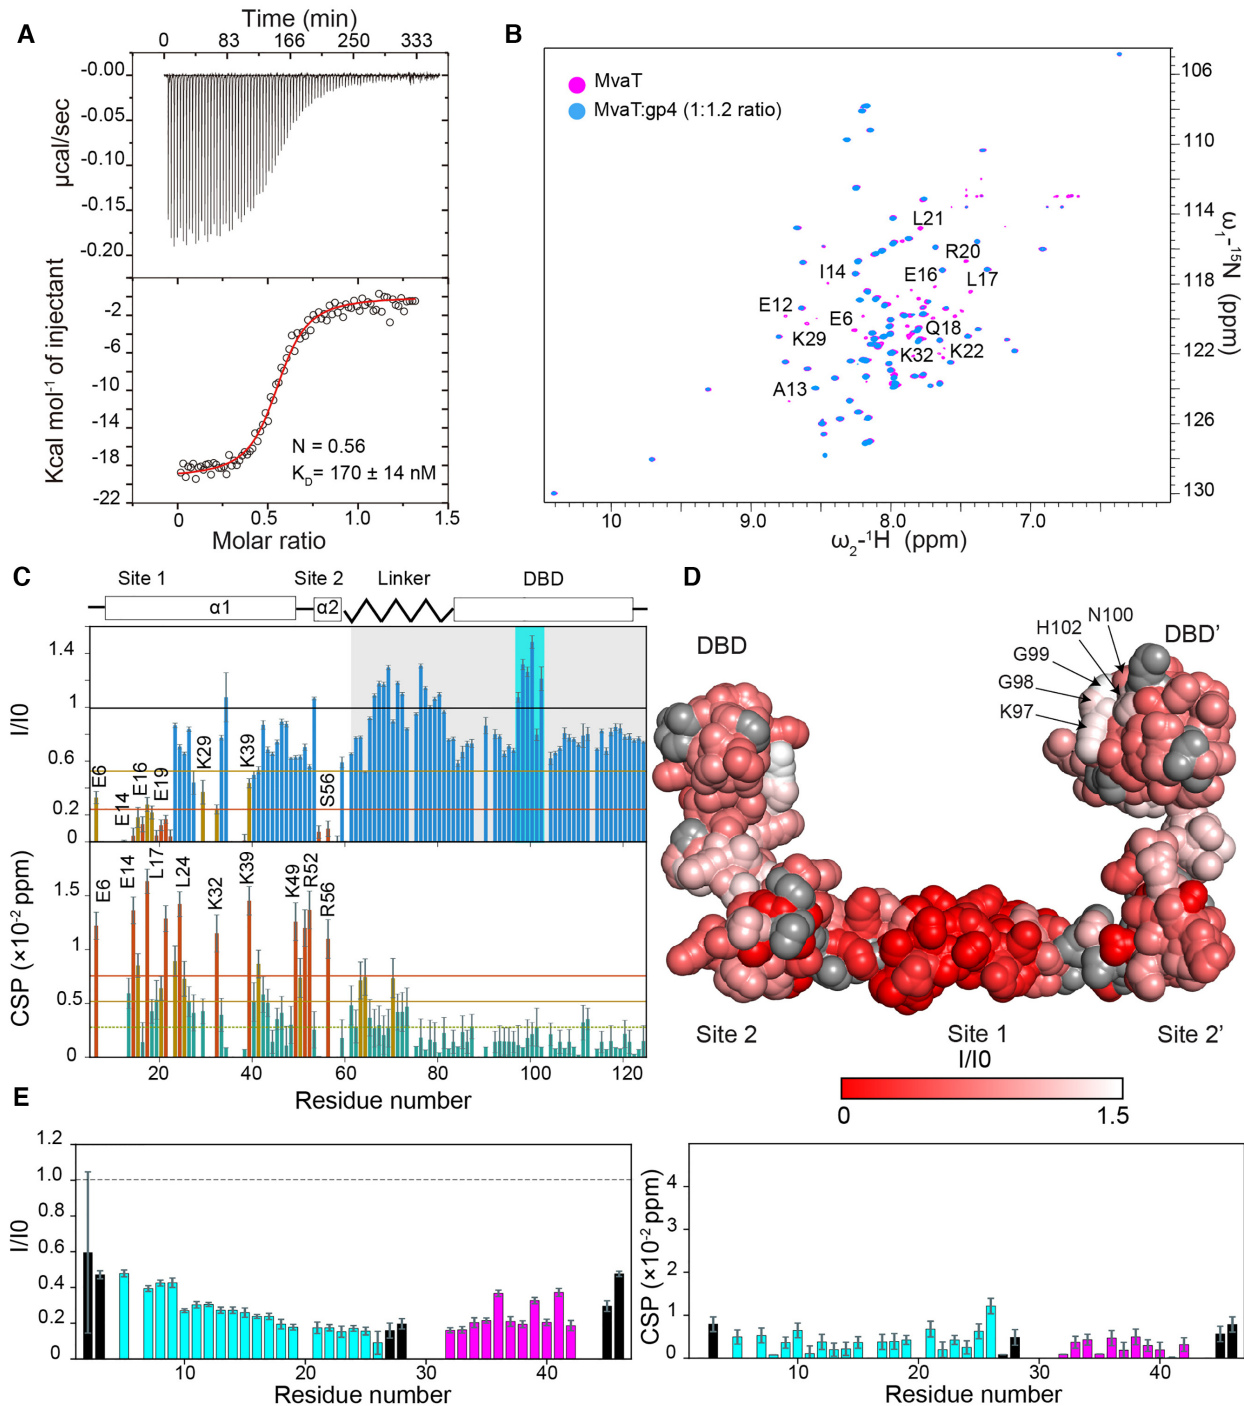 A
Time (min)
0 83 166 250 333
-0.00
-0.05
-0.10
-0.15
-0.20
µcal/sec
-2
-6
-10
-14
-18
-22
Kcal mol-1 of injectant
N = 0.56
KD= 170 ± 14 nM
0 0.5 1.0 1.5
Molar ratio
B
MvaT
MvaT:gp4 (1:1.2 ratio)
L21
R20
I14
E16
L17
E12
E6
K29
Q18
K32
K22
A13
106
110
114
118
122
126
130
ω1-15N (ppm)
10 9.0 8.0 7.0
ω2-1H (ppm)
C
Site 1 Site 2 Linker DBD
α1 α2
1.4
1
0.6
0.2
0
I/I0
E6
E14
E16
E19
K29
K39
S56
1.5
1
0.5
0
CSP (×10-2 ppm)
E6
E14
L17
L24
K32
K39
K49
R52
R56
20 40 60 80 100 120
Residue number
D
DBD
DBD'
N100
H102
G99
G98
K97
Site 2 Site 1 Site 2'
I/I0
0 1.5
E
1.2
1.0
0.8
0.6
0.4
0.2
0
I/I0
10 20 30 40
Residue number
4
3
2
1
0
CSP (×10-2 ppm)
10 20 30 40
Residue number